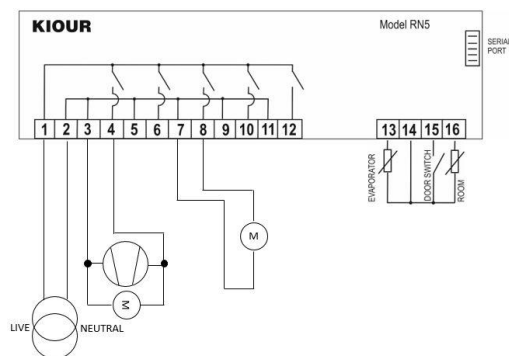 KIOUR
Model RN5
SERIAL
PORT
1 2 3 4 5 6 7 8 9 10 11 12
13 14 15 16
EVAPORATOR
DOOR SWITCH
ROOM
M
M
LIVE
NEUTRAL